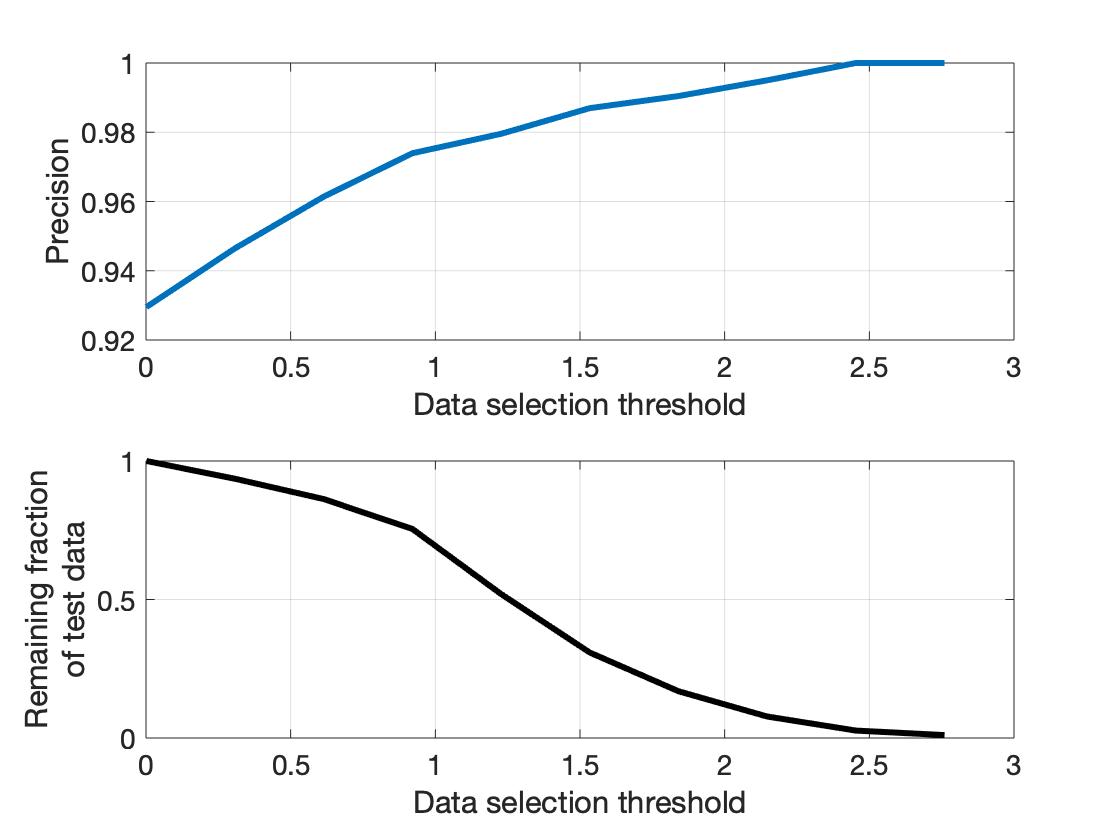 1
0.98
0.96
0.94
0.92
Precision
0 0.5 1 1.5 2 2.5 3
Data selection threshold
1
0.5
0
Remaining fraction
of test data
0 0.5 1 1.5 2 2.5 3
Data selection threshold